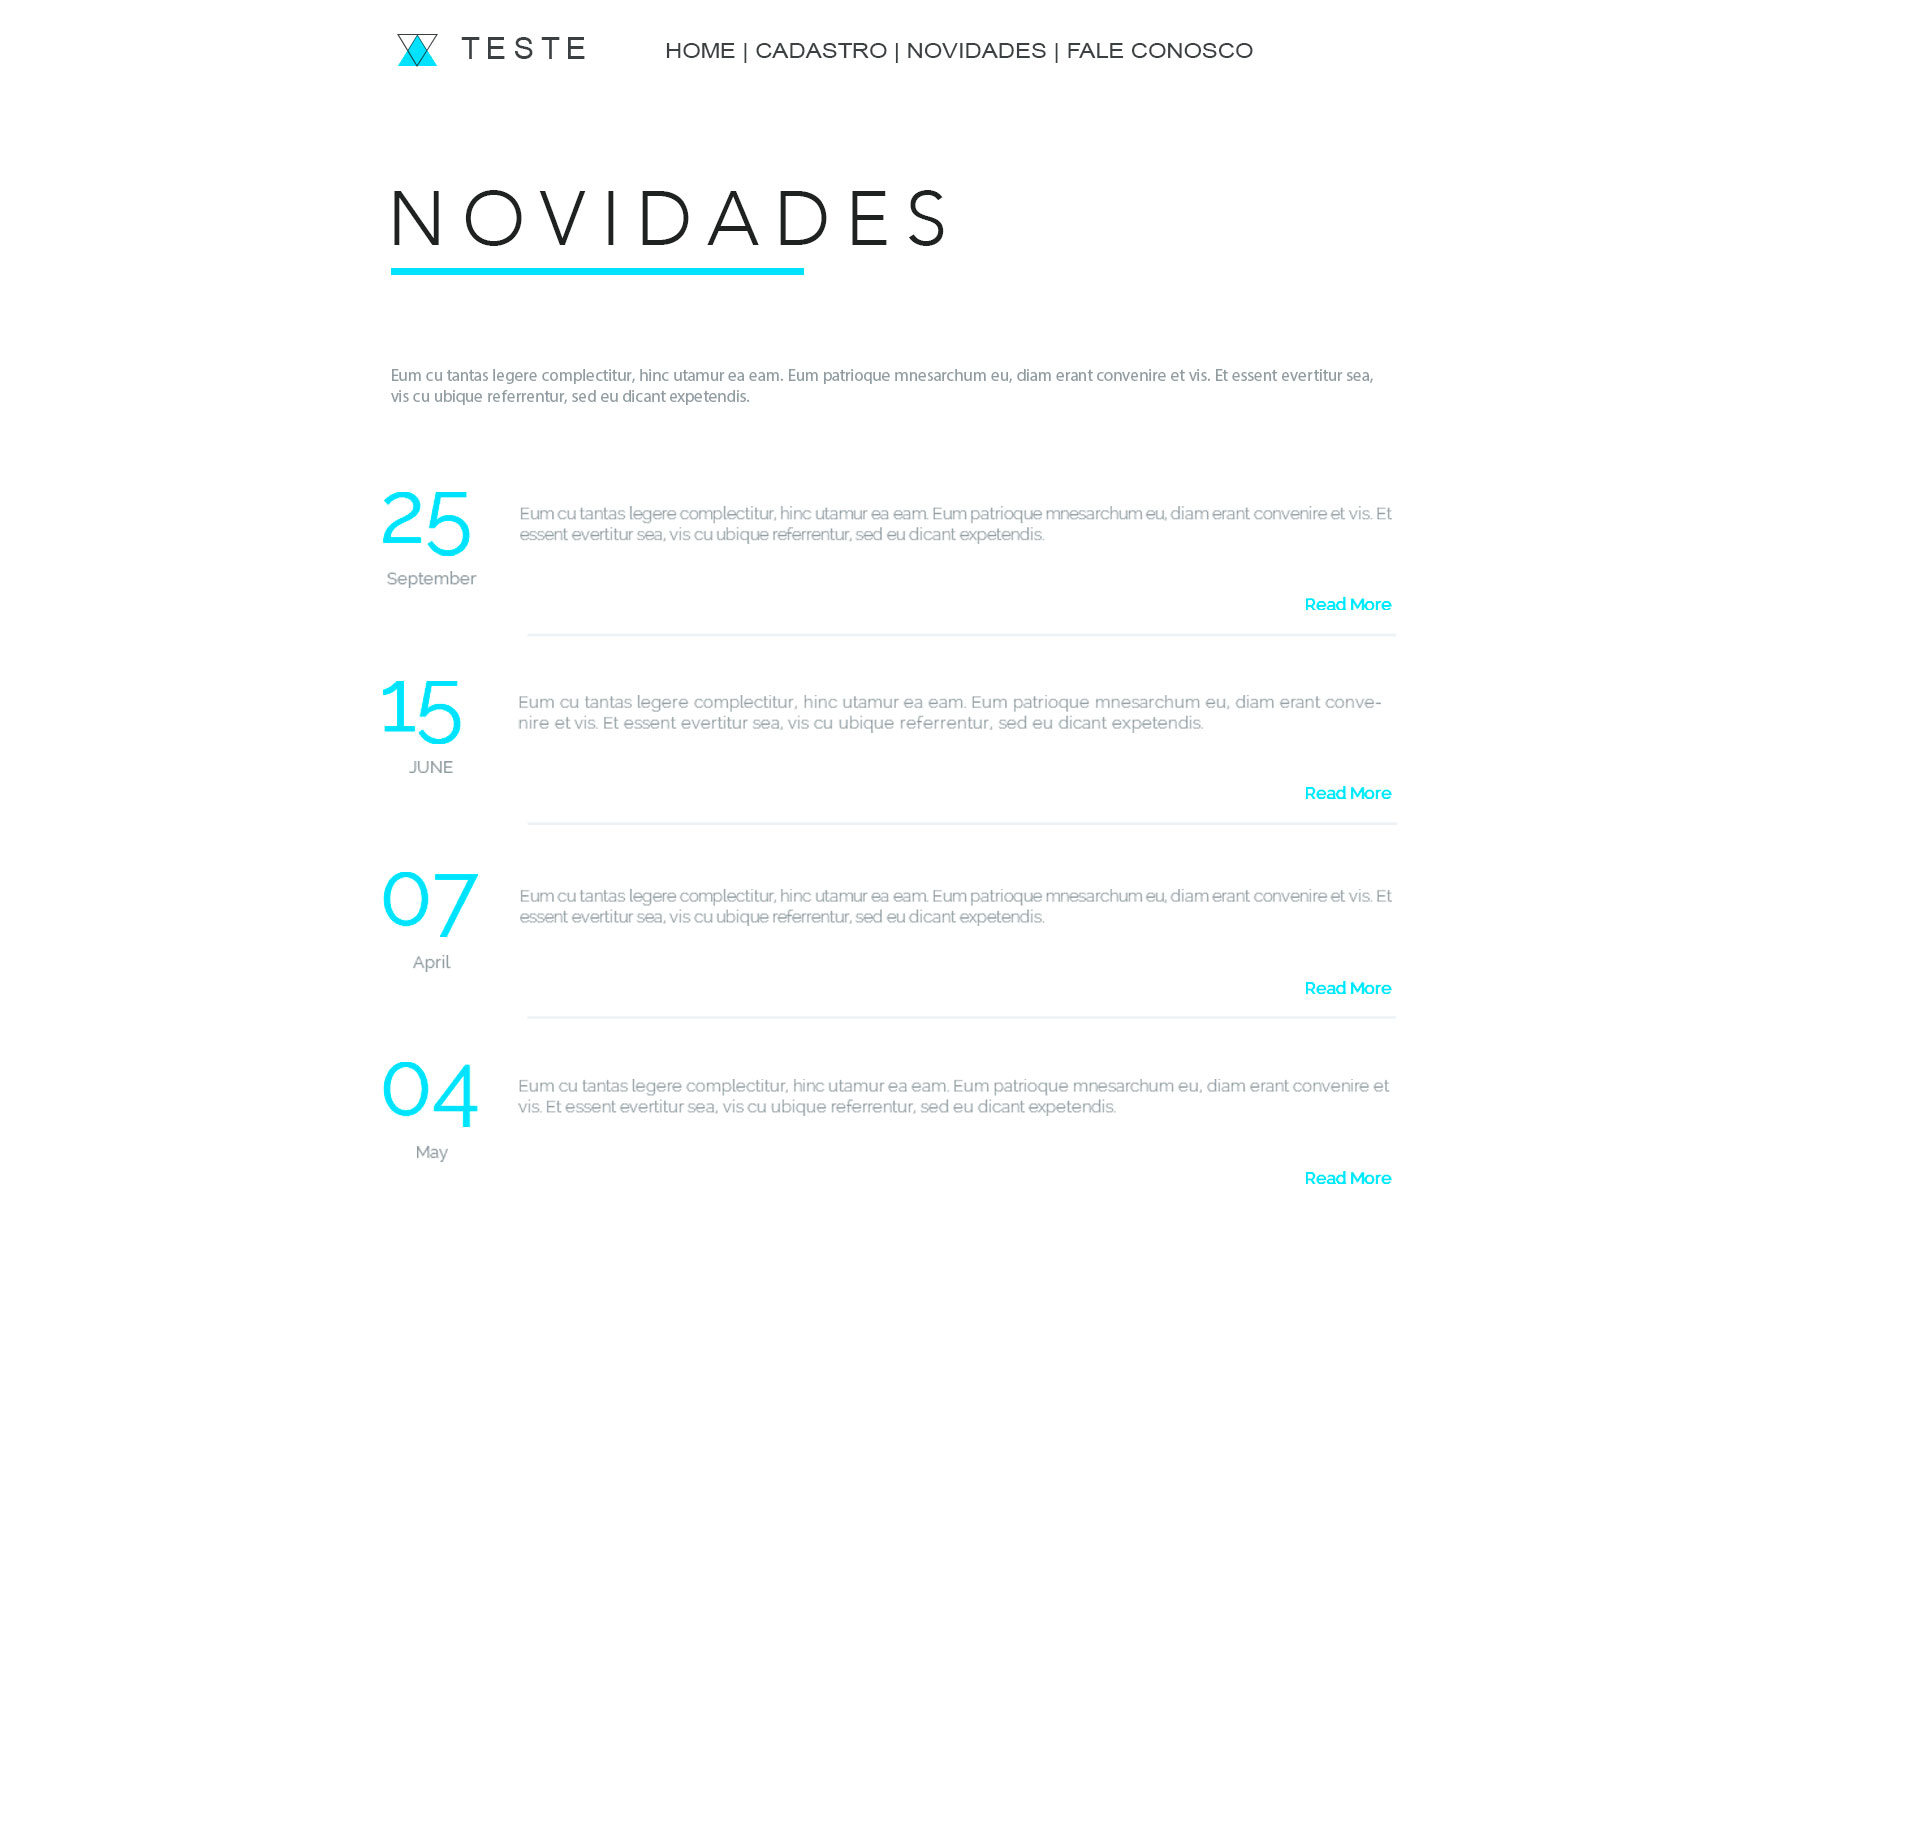 TESTE
HOME | CADASTRO | NOVIDADES | FALE CONOSCO
NOVIDADES
Eum cu tantas legere complectitur, hinc utamur ea eam. Eum patrioque mnesarchum eu, diam erant convenire et vis. Et essent evertitur sea,
vis cu ubique referrentur, sed eu dicant expetendis.
25
September
Eum cu tantas legere complectitur, hinc utamur ea eam. Eum patrioque mnesarchum eu, diam erant convenire et vis. Et
essent evertitur sea, vis cu ubique referrentur, sed eu dicant expetendis.
Read More
15
JUNE
Eum cu tantas legere complectitur, hinc utamur ea eam. Eum patrioque mnesarchum eu, diam erant conve-
nire et vis. Et essent evertitur sea, vis cu ubique referrentur, sed eu dicant expetendis.
Read More
07
April
Eum cu tantas legere complectitur, hinc utamur ea eam. Eum patrioque mnesarchum eu, diam erant convenire et vis. Et
essent evertitur sea, vis cu ubique referrentur, sed eu dicant expetendis.
Read More
04
May
Eum cu tantas legere complectitur, hinc utamur ea eam. Eum patrioque mnesarchum eu, diam erant convenire et
vis. Et essent evertitur sea, vis cu ubique referrentur, sed eu dicant expetendis.
Read More